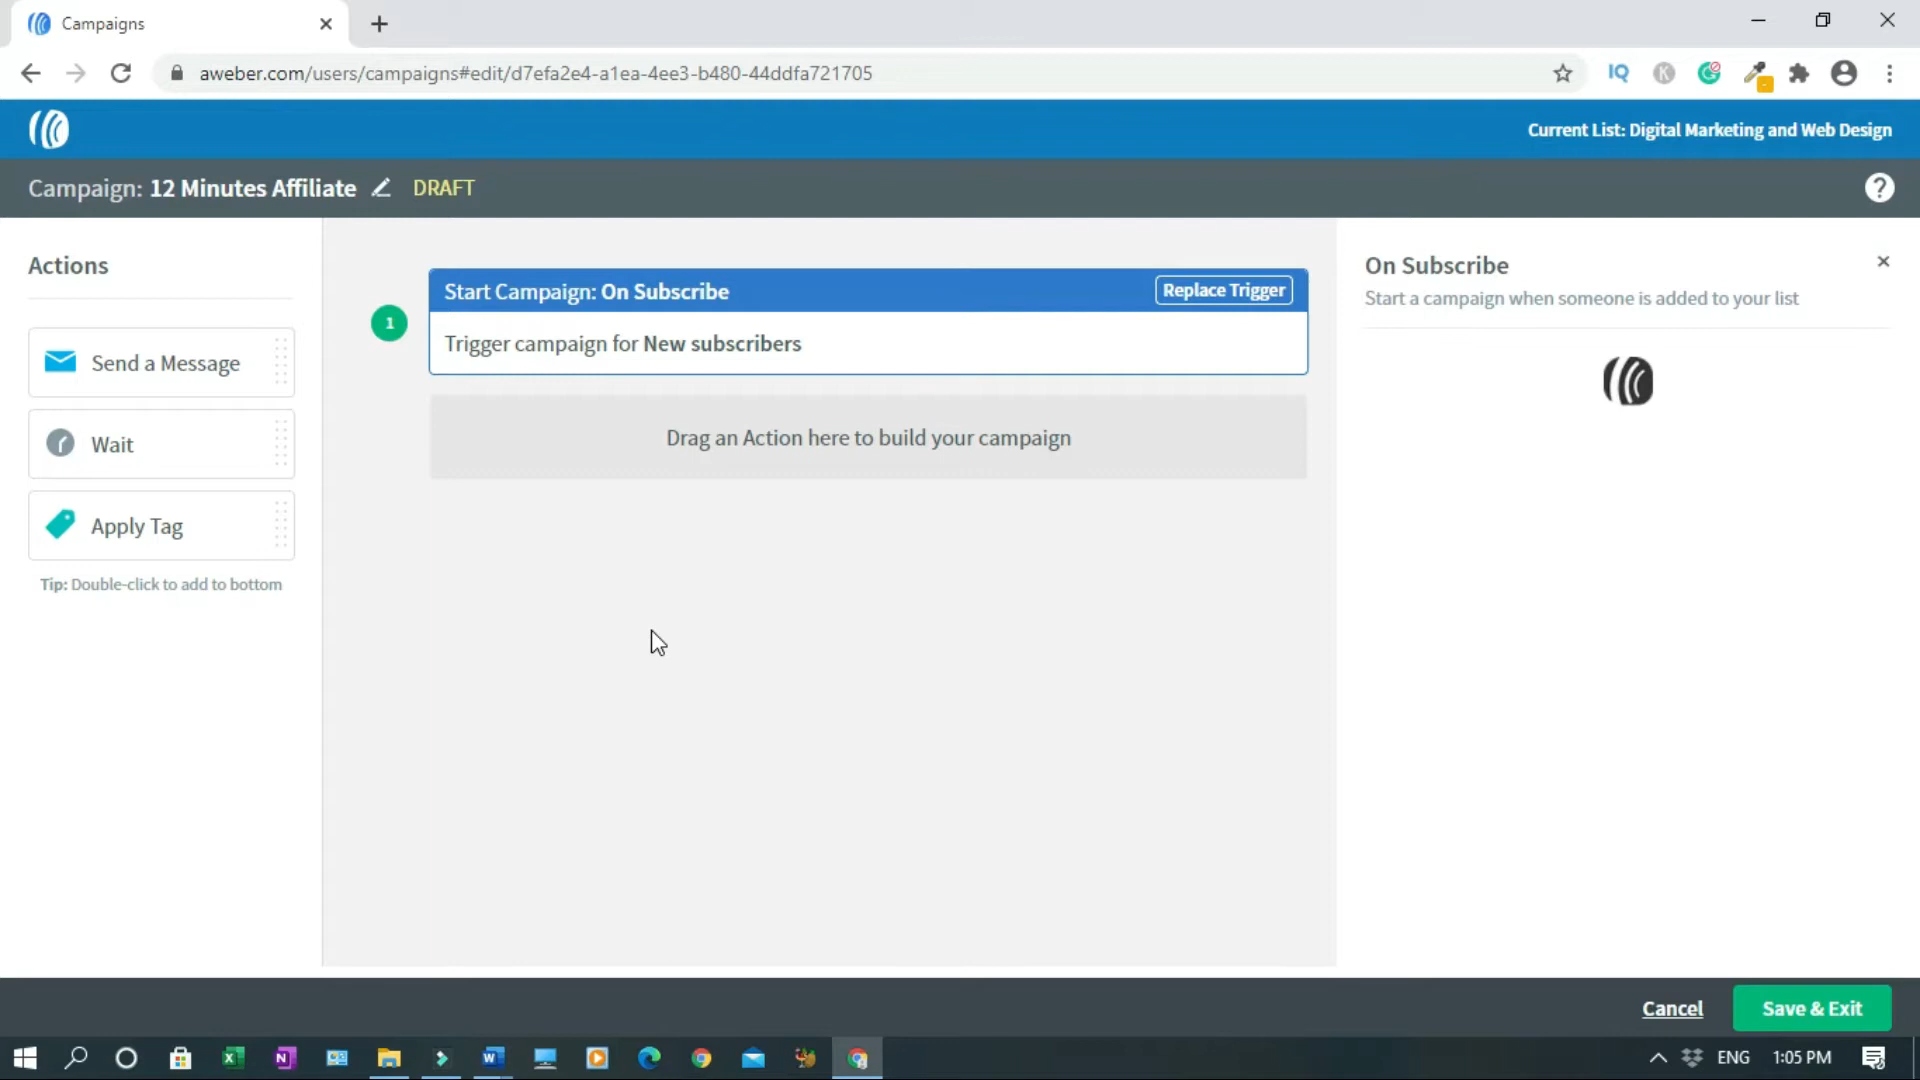 Campaigns
aweber.com/users/campaigns#edit/d7efa2e4-a1ea-4ee3-b480-44ddfa721705
IQ
K
Current List: Digital Marketing and Web Design
Campaign: 12 Minutes Affiliate
DRAFT
?
Actions
Send a Message
Wait
Apply Tag
Tip: Double-click to add to bottom
1
Start Campaign: On Subscribe
Replace Trigger
Trigger campaign for New subscribers
Drag an Action here to build your campaign
On Subscribe
Start a campaign when someone is added to your list
Cancel
Save & Exit
ENG
1:05 PM